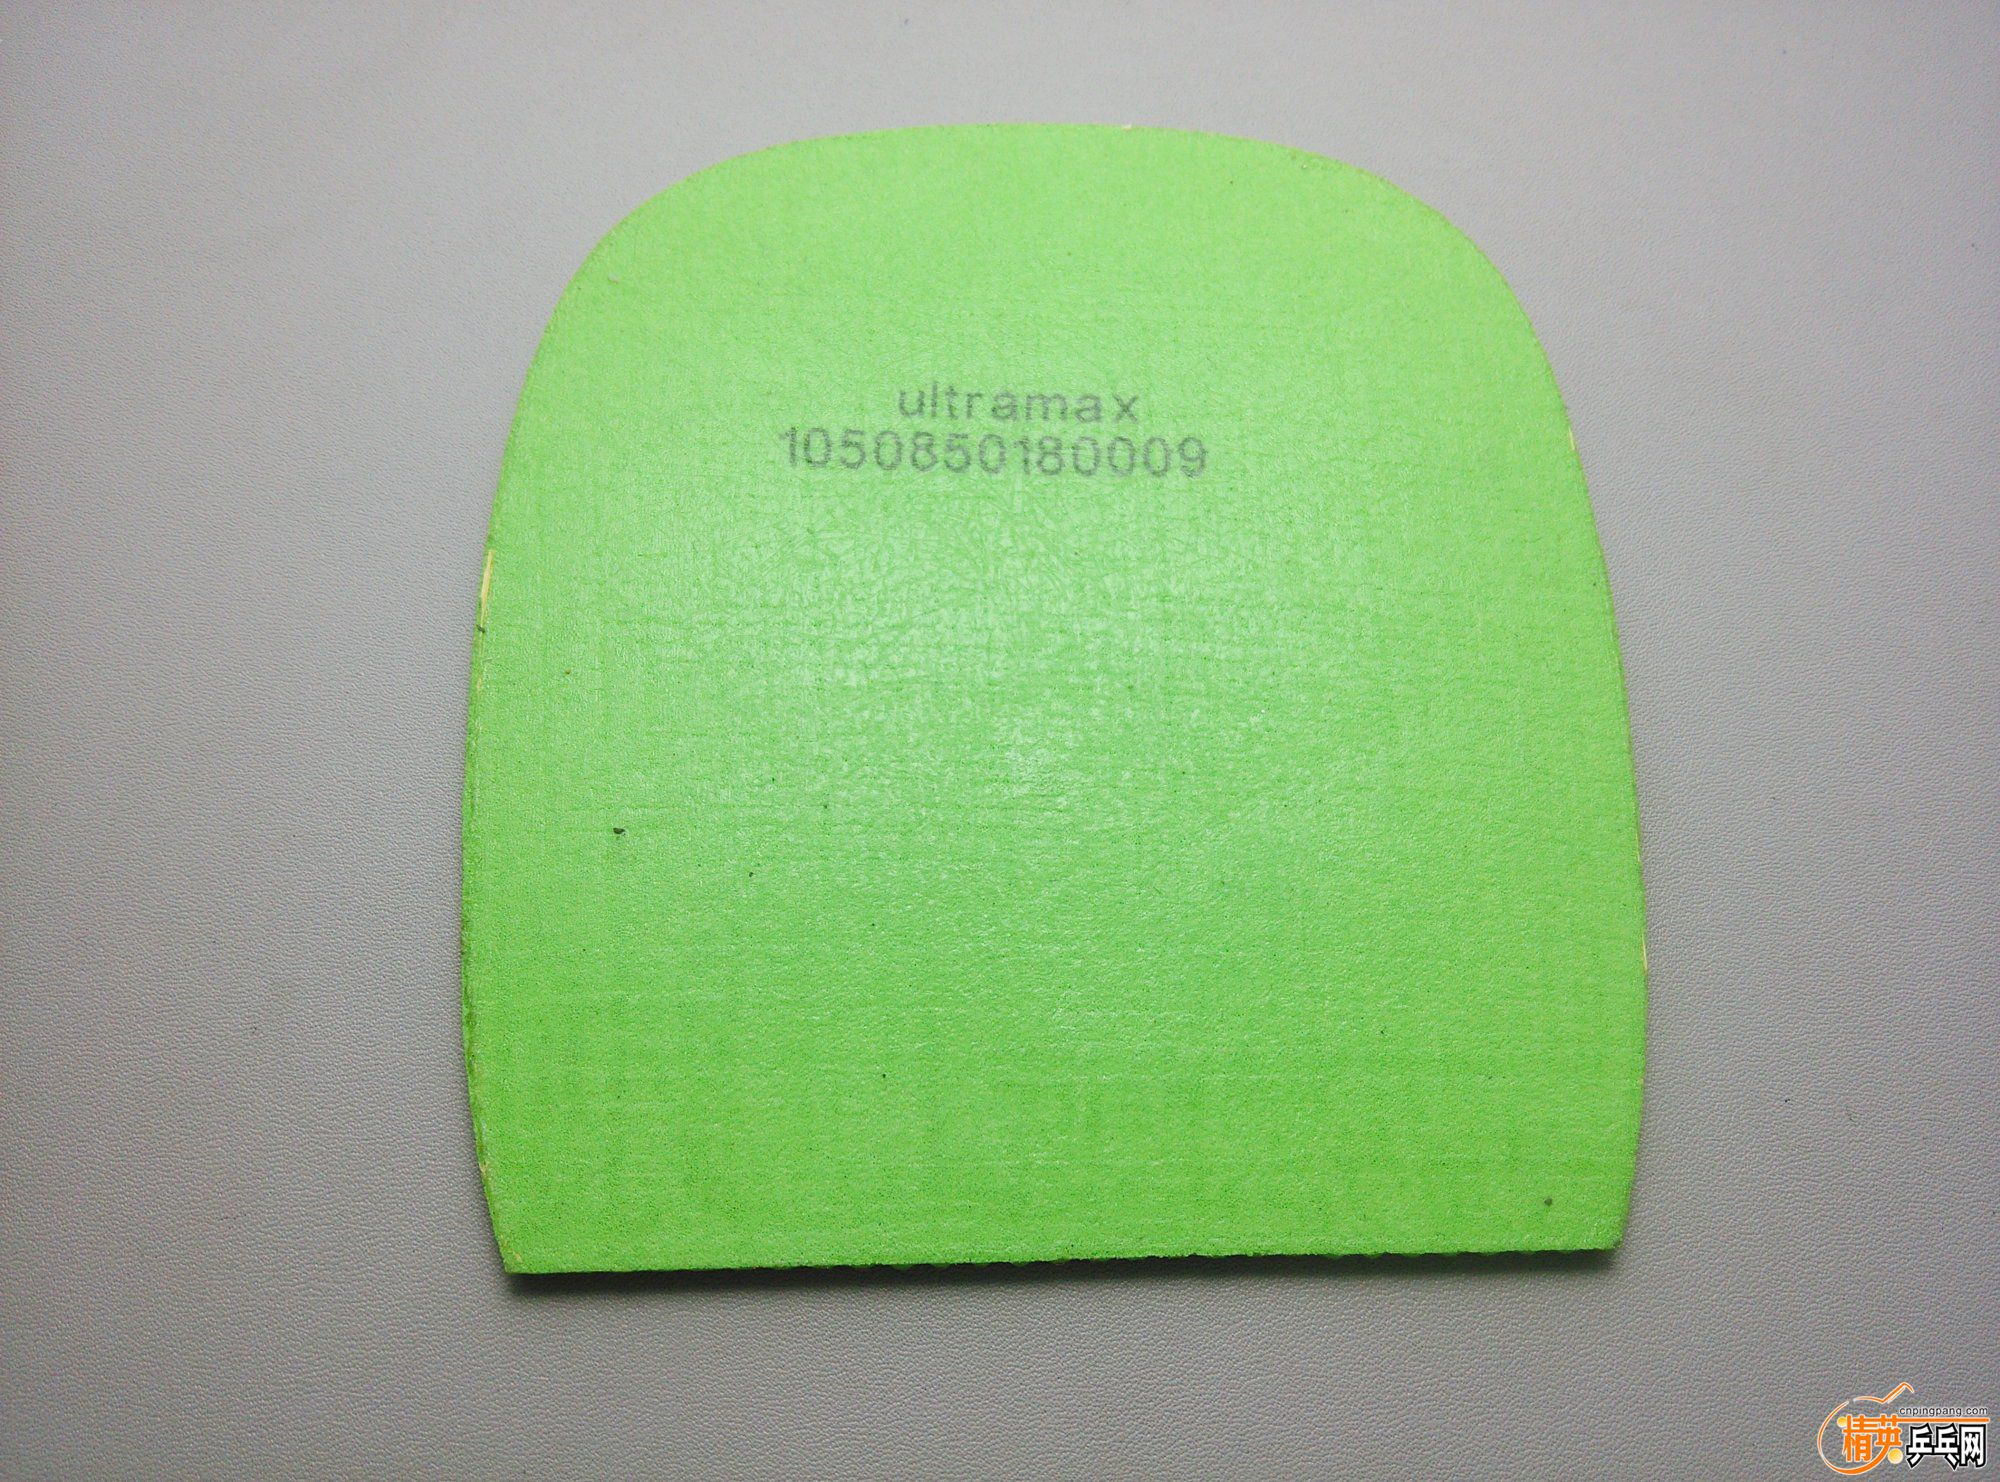 ultramax
1050850180009
cnpingpang.com
精英乒乓网